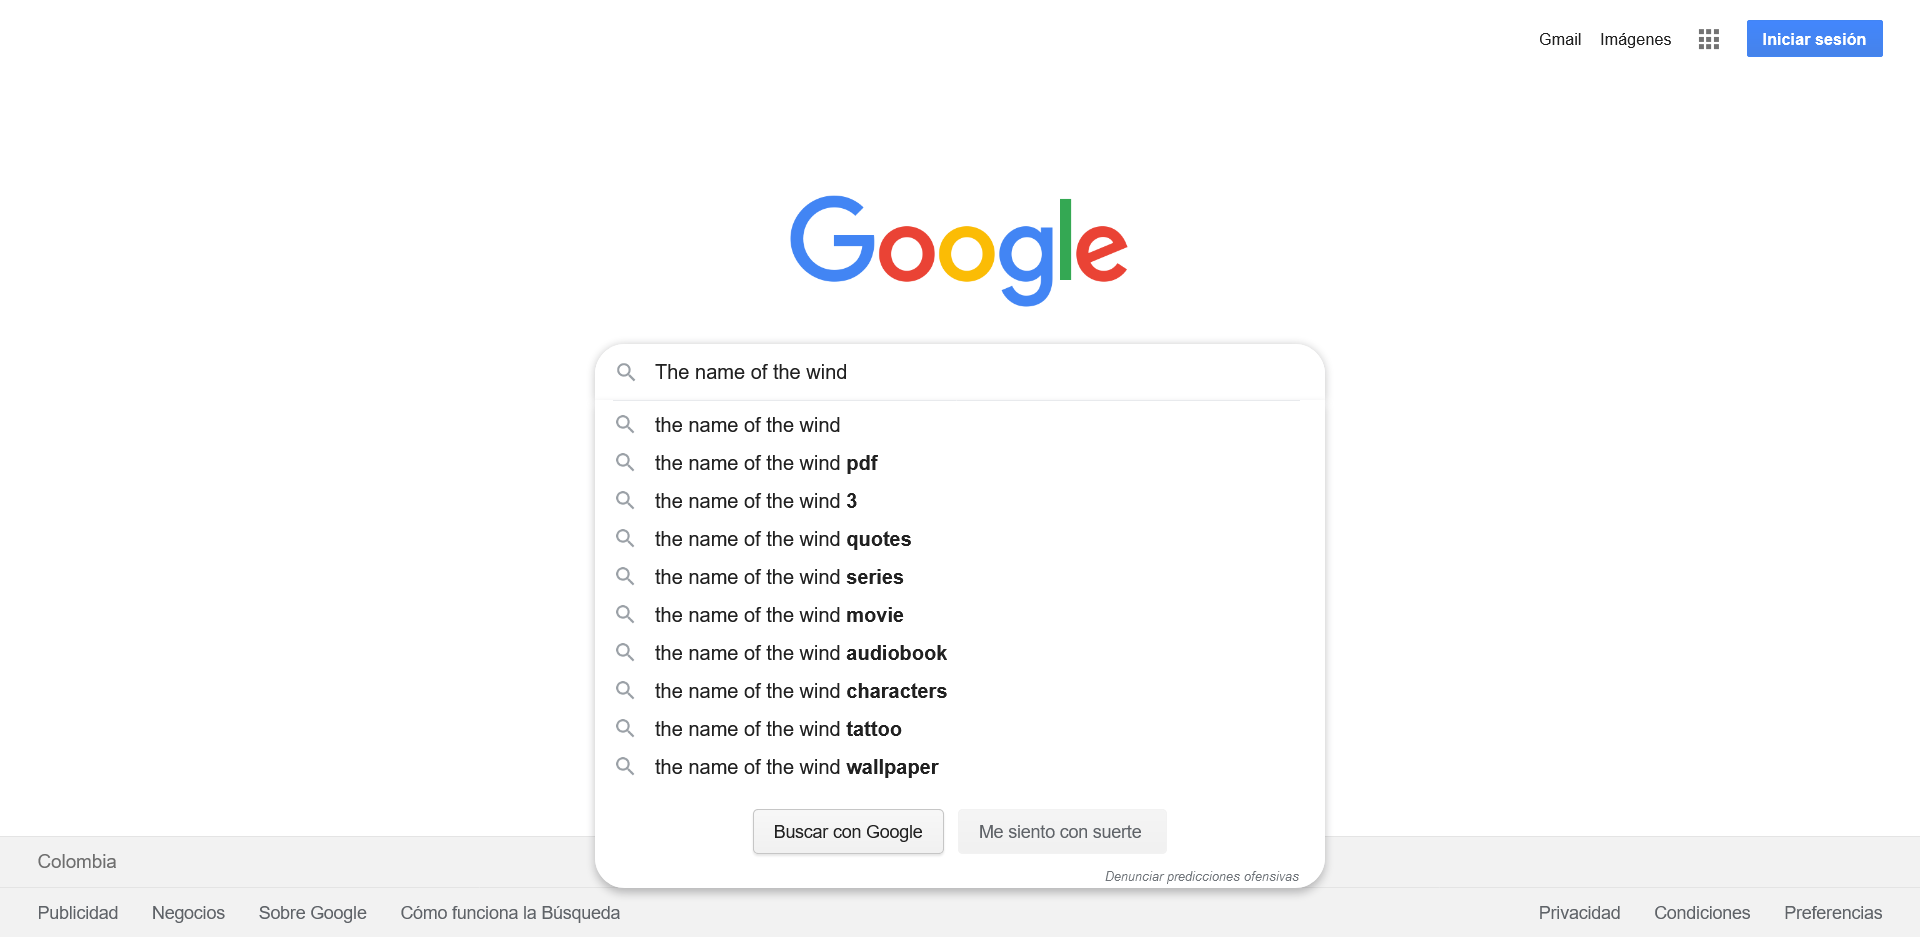 Gmail Imágenes Iniciar sesión
Google
The name of the wind
the name of the wind
the name of the wind pdf
the name of the wind 3
the name of the wind quotes
the name of the wind series
the name of the wind movie
the name of the wind audiobook
the name of the wind characters
the name of the wind tattoo
the name of the wind wallpaper
Buscar con Google Me siento con suerte
Denunciar predicciones ofensivas
Colombia
Publicidad Negocios Sobre Google Cómo funciona la Búsqueda Privacidad Condiciones Preferencias